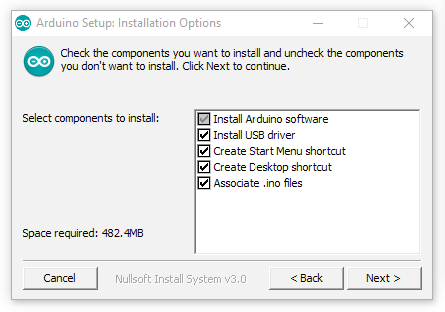 Arduino Setup: Installation Options
Check the components you want to install and uncheck the components
you don't want to install. Click Next to continue.
Select components to install:
Install Arduino software
Install USB driver
Create Start Menu shortcut
Create Desktop shortcut
Associate .ino files
Space required: 482.4MB
Cancel
Nullsoft Install System v3.0
< Back
Next >